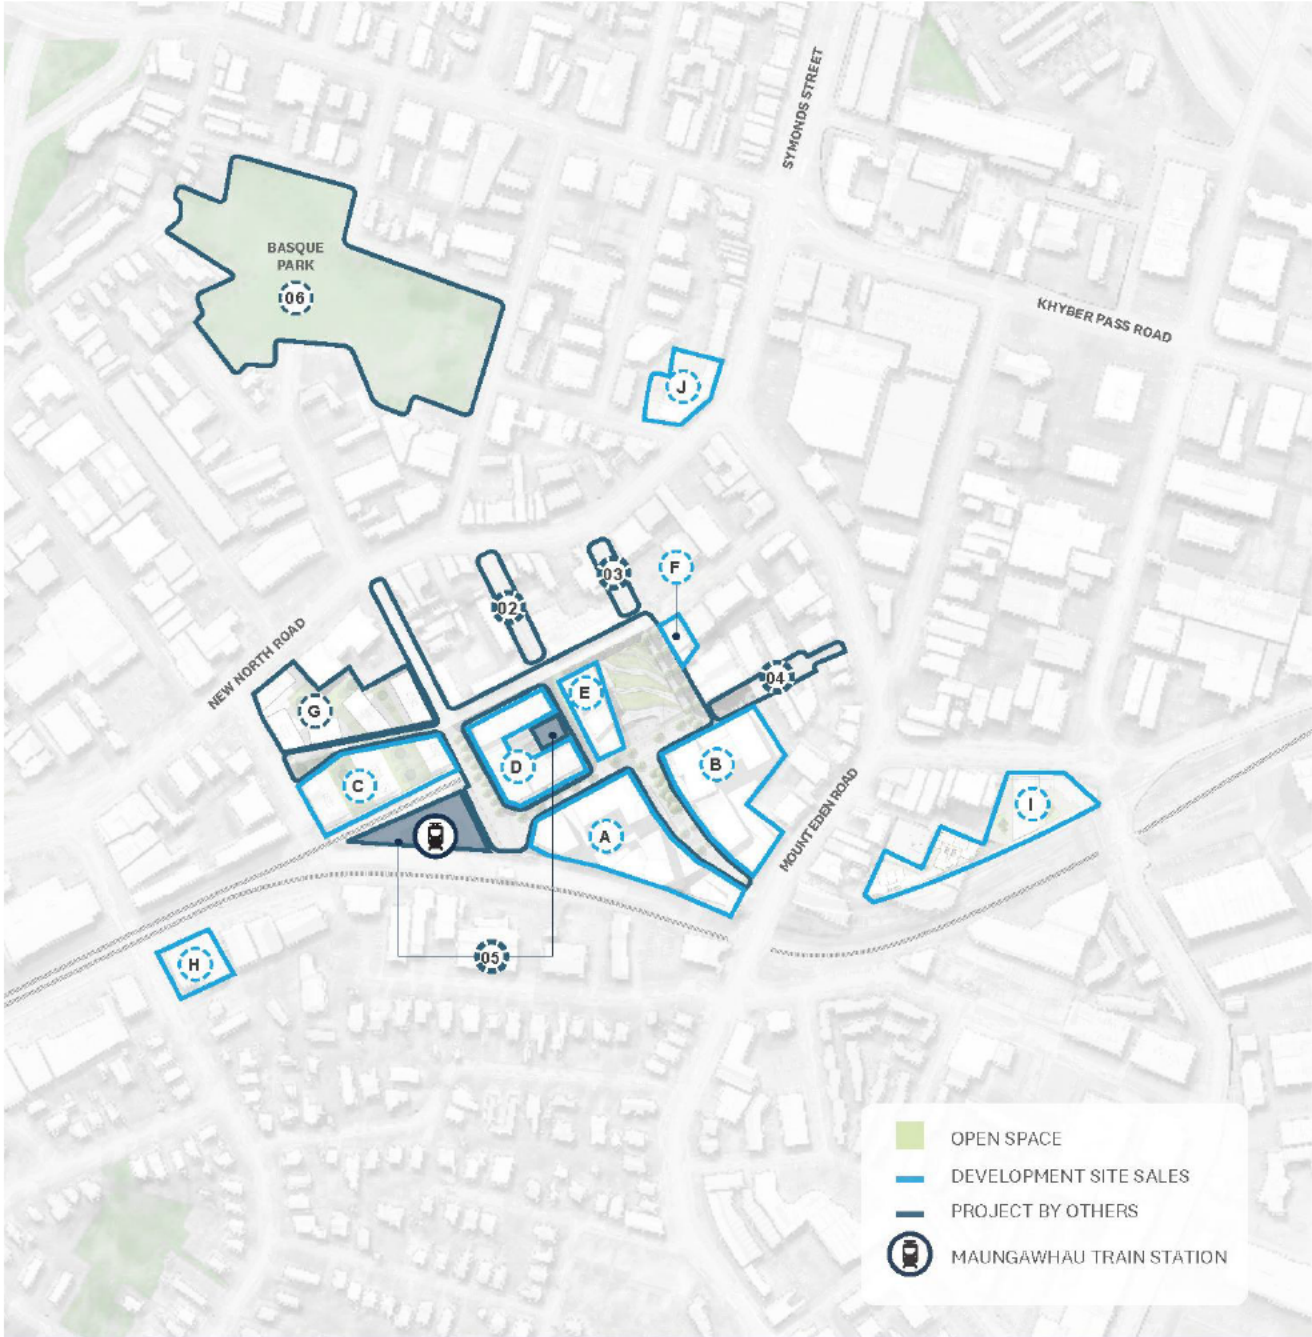 SYMONDS STREET
BASQUE
PARK
06
KHYBER PASS ROAD
J
F
03
02
NEW NORTH ROAD
04
E
G
B
D
C
I
A
MOUNT EDEN ROAD
05
H
OPEN SPACE
DEVELOPMENT SITE SALES
PROJECT BY OTHERS
MAUNGAWHAU TRAIN STATION